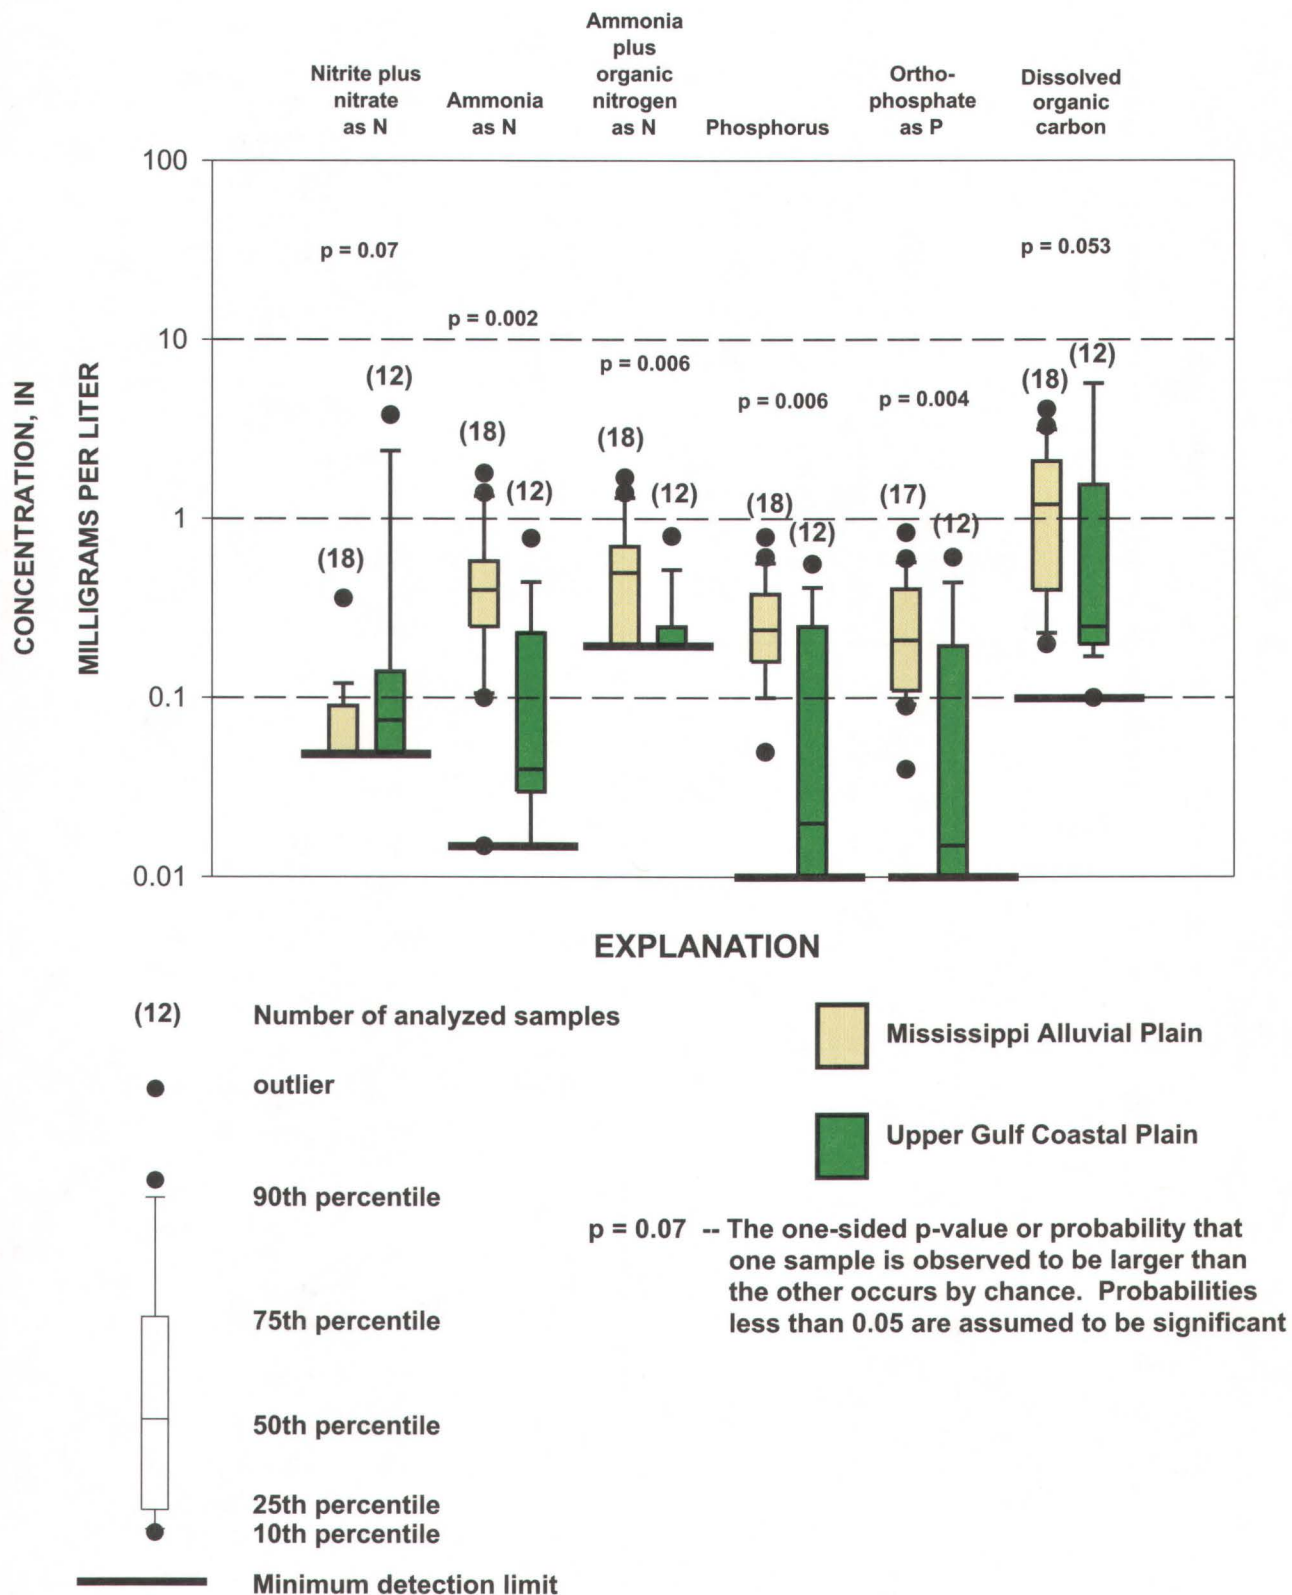 Nitrite plus
nitrate
as N
Ammonia
as N
Ammonia
plus
organic
nitrogen
as N
Phosphorus
Ortho-
phosphate
as P
Dissolved
organic
carbon
CONCENTRATION, IN
MILLIGRAMS PER LITER
100
10
1
0.1
0.01
p = 0.07
p = 0.002
p = 0.006
p = 0.006
p = 0.004
p = 0.053
(18)
(12)
(18)
(12)
(18)
(12)
(18)
(12)
(17)
(12)
(18)
(12)
EXPLANATION
(12) Number of analyzed samples
outlier
90th percentile
75th percentile
50th percentile
25th percentile
10th percentile
Minimum detection limit
Mississippi Alluvial Plain
Upper Gulf Coastal Plain
p = 0.07 -- The one-sided p-value or probability that
one sample is observed to be larger than
the other occurs by chance. Probabilities
less than 0.05 are assumed to be significant